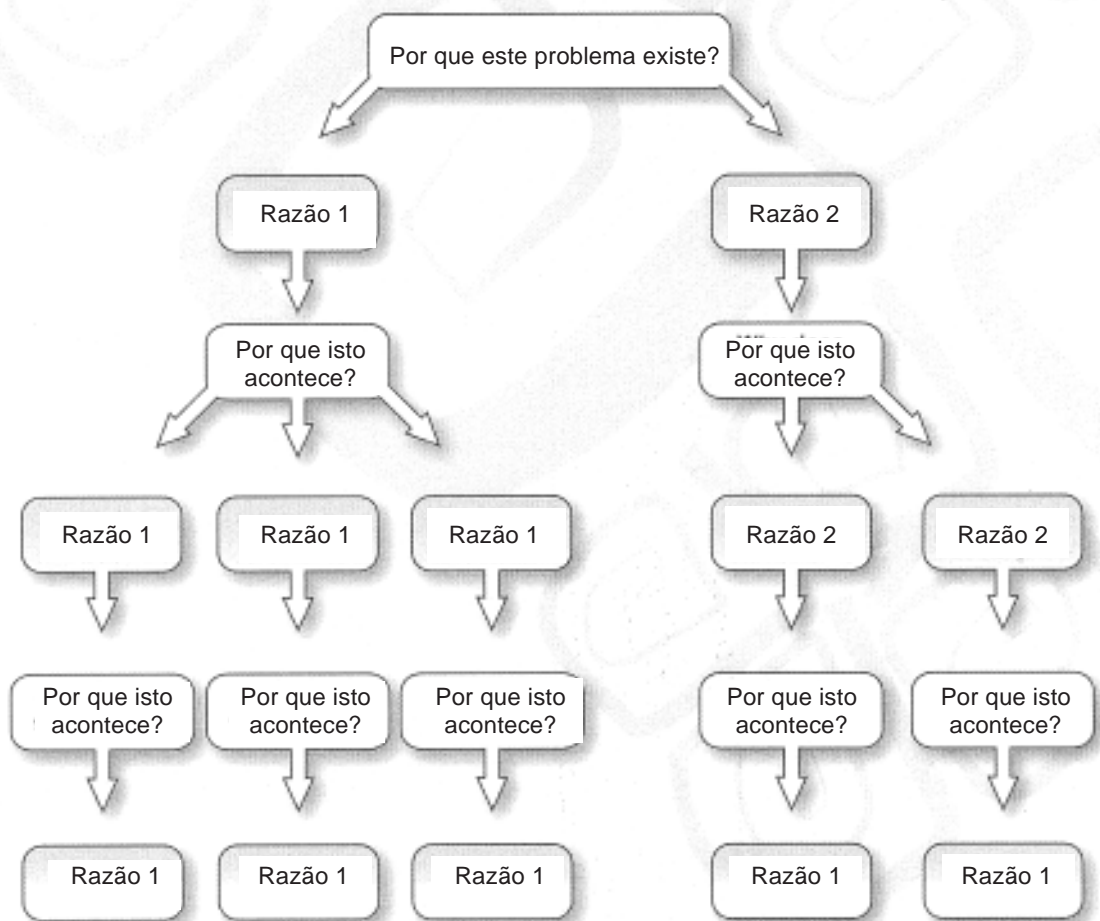 Por que este problema existe?
Razão 1
Razão 2
Por que isto
acontece?
Por que isto
acontece?
Razão 1
Razão 1
Razão 1
Razão 2
Razão 2
Por que isto
acontece?
Por que isto
acontece?
Por que isto
acontece?
Por que isto
acontece?
Por que isto
acontece?
Razão 1
Razão 1
Razão 1
Razão 1
Razão 1